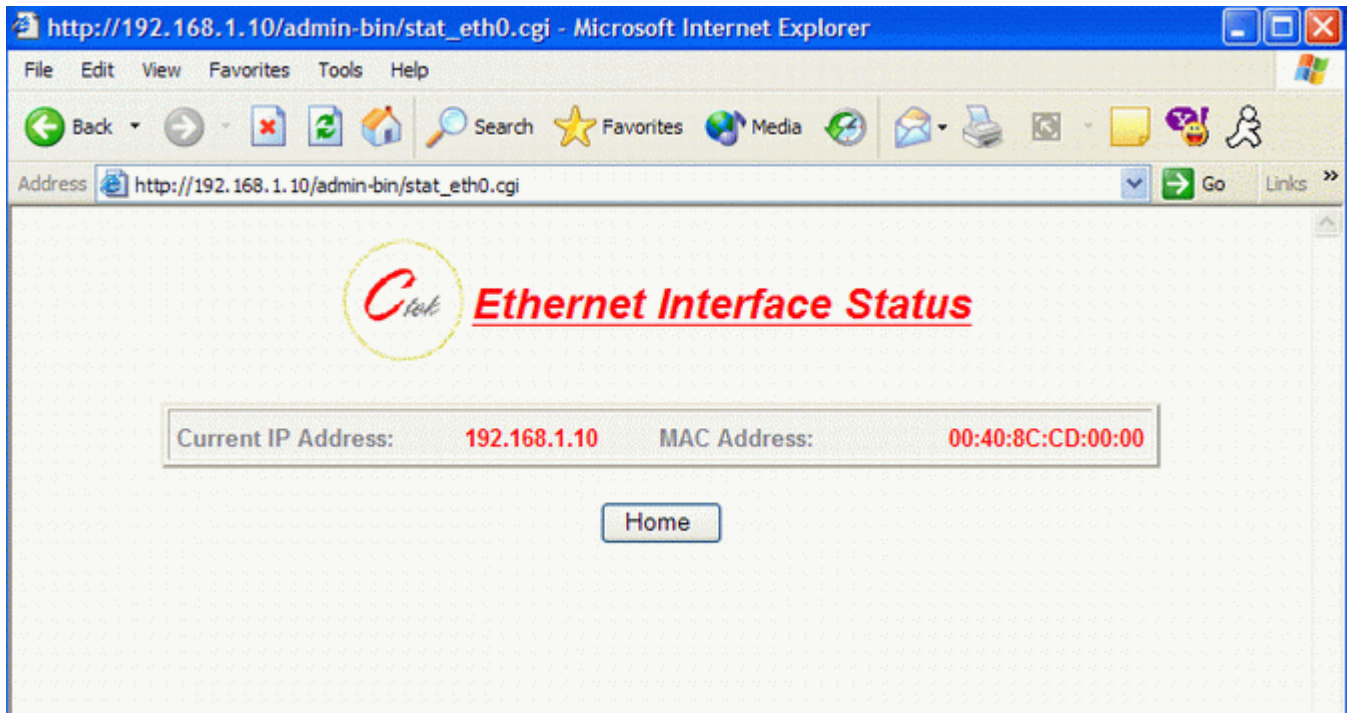 http://192.168.1.10/admin-bin/stat_eth0.cgi - Microsoft Internet Explorer
File Edit View Favorites Tools Help
Back Search Favorites Media
Address http://192.168.1.10/admin-bin/stat_eth0.cgi Go Links »
Ctek Ethernet Interface Status
Current IP Address: 192.168.1.10 MAC Address: 00:40:8C:CD:00:00
Home